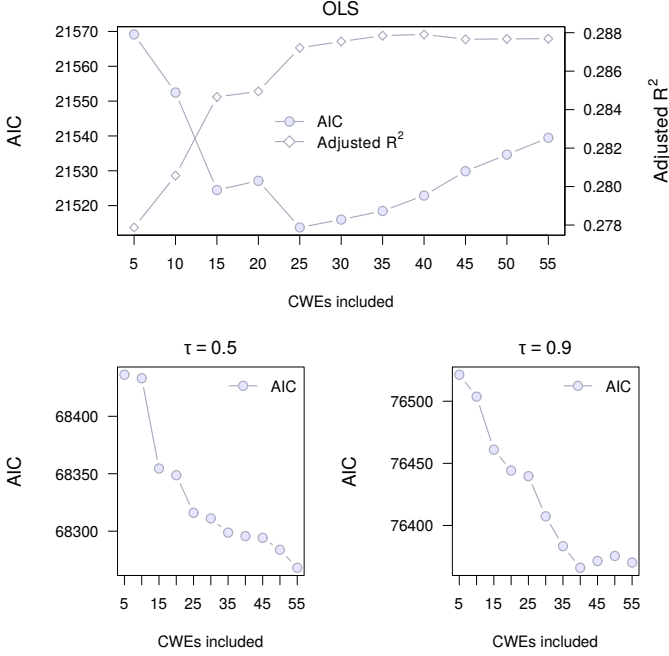 OLS
21570
21560
21550
21540
21530
21520
AIC
0.288
0.286
0.284
0.282
0.280
0.278
Adjusted R²
AIC
Adjusted R²
5 10 15 20 25 30 35 40 45 50 55
CWEs included
τ = 0.5
68400
68350
68300
AIC
AIC
5 15 25 35 45 55
CWEs included
τ = 0.9
76500
76450
76400
AIC
AIC
5 15 25 35 45 55
CWEs included